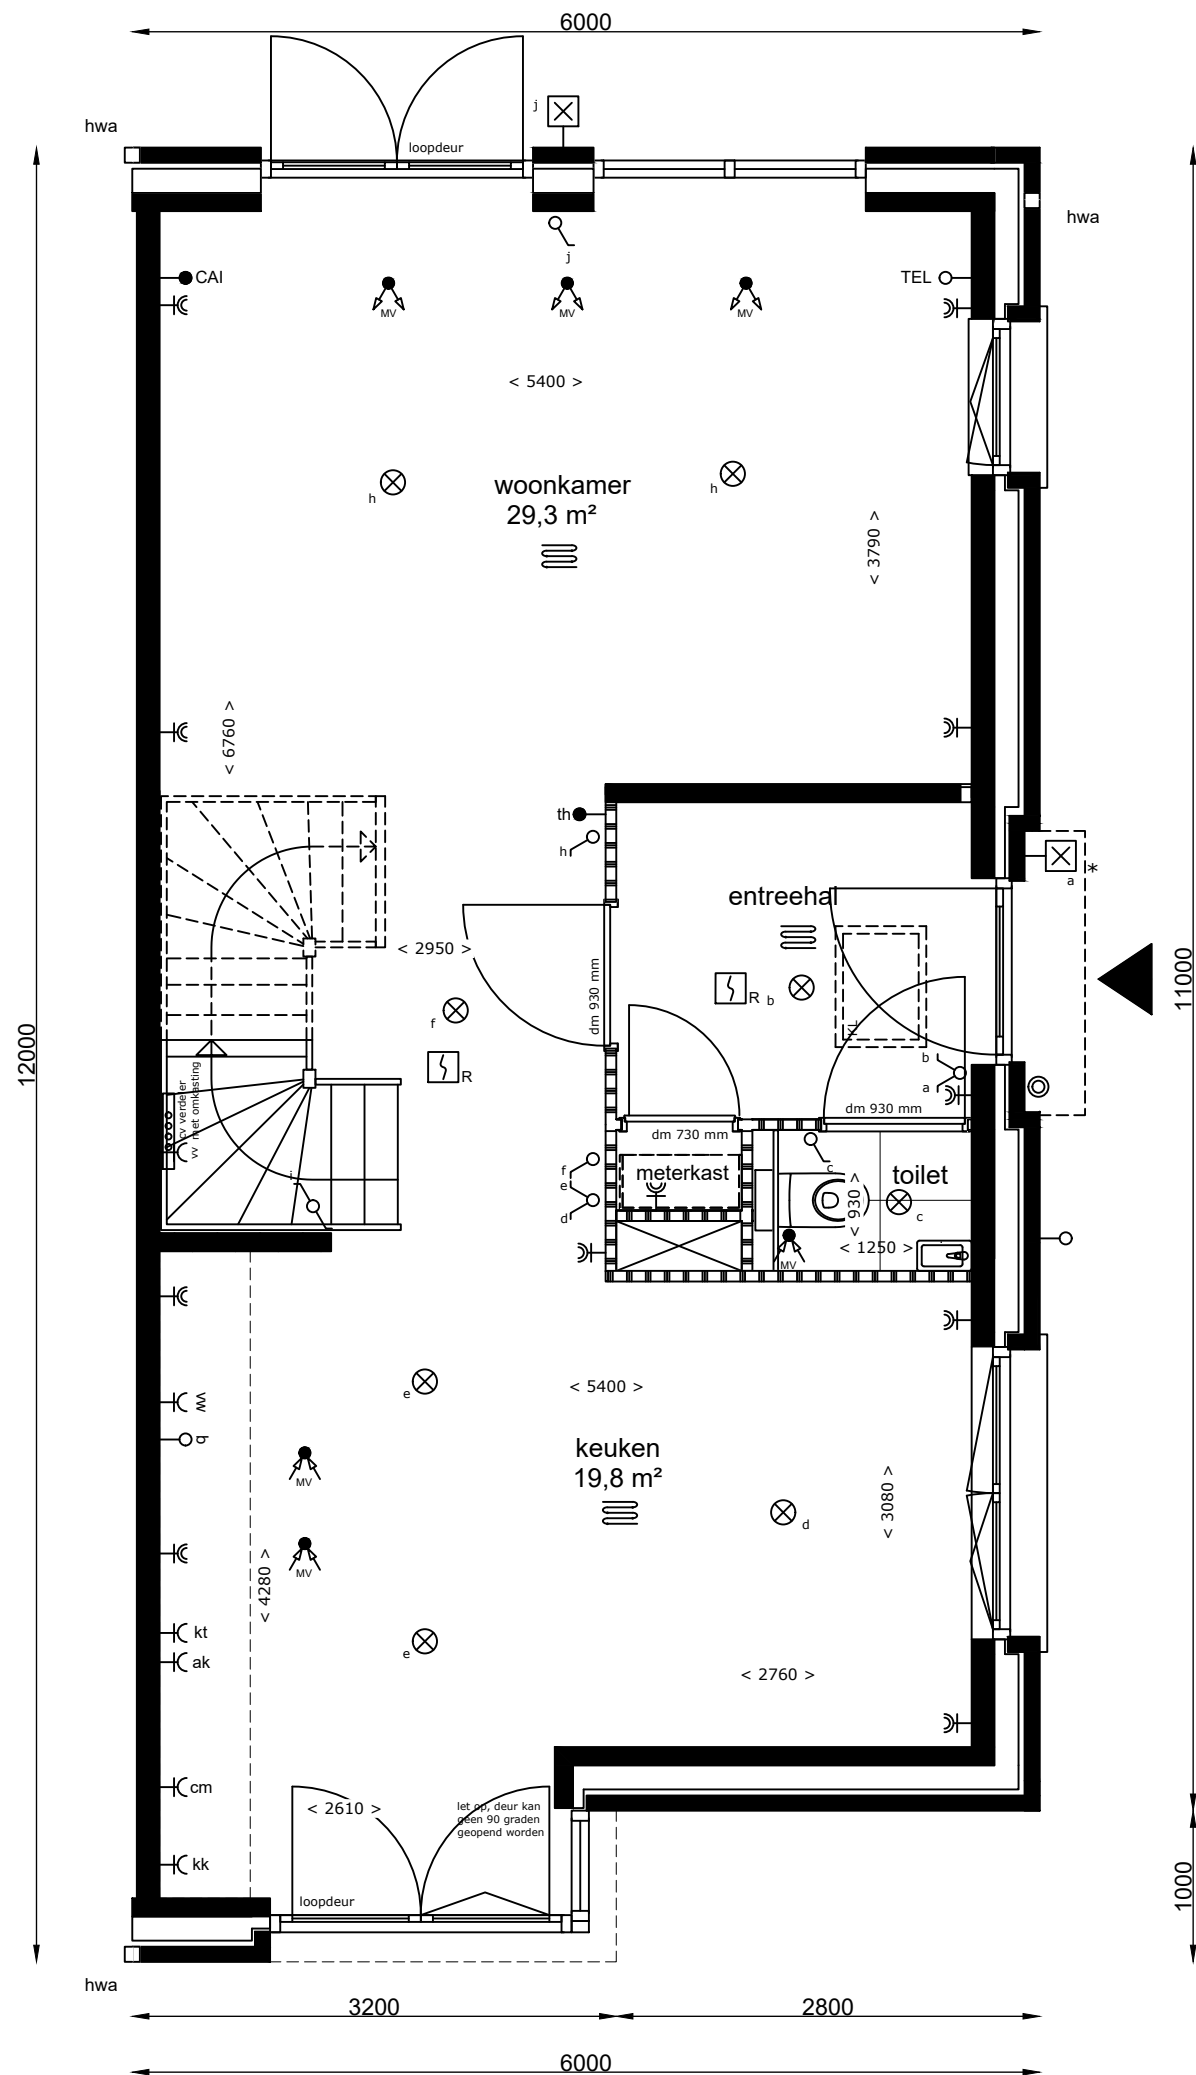 6000
j
hwa
loopdeur
hwa
j
CAI
TEL
MV
MV
MV
< 5400 >
h
h
woonkamer
29,3 m²
< 3790 >
< 6760 >
th
h
a
*
entreehal
< 2950 >
dm 930 mm
R
b
f
R
KL
b
a
11000
12000
cv verdeler
vv met omkasting
dm 930 mm
dm 730 mm
f
e
d
meterkast
c
toilet
< 930 >
c
i
< 1250 >
MV
vw
q
e
< 5400 >
keuken
19,8 m²
MV
d
< 3080 >
MV
< 4280 >
kt
ak
e
< 2760 >
cm
kk
< 2610 >
let op, deur kan
geen 90 graden
geopend worden
loopdeur
1000
hwa
3200
2800
6000